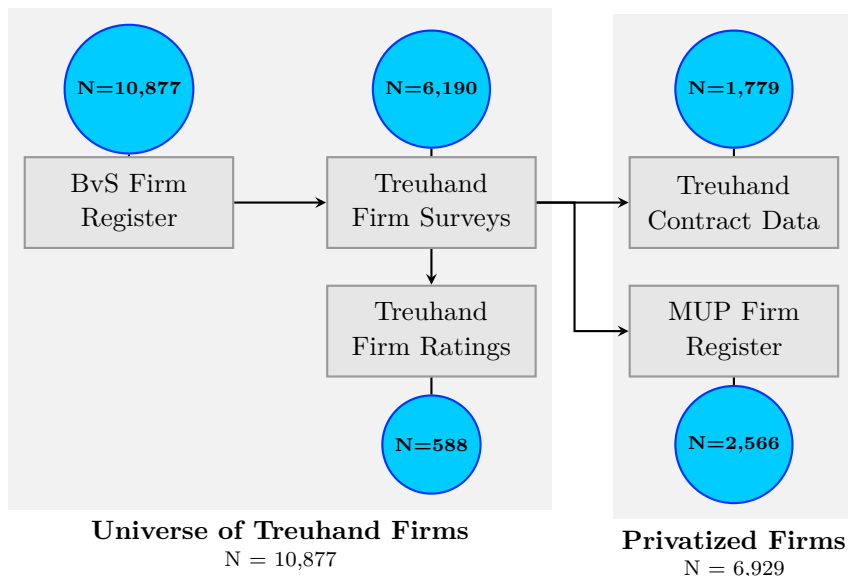 N=10,877
BvS Firm
Register
N=6,190
Treuhand
Firm Surveys
Treuhand
Firm Ratings
N=588
Universe of Treuhand Firms
N = 10,877
N=1,779
Treuhand
Contract Data
MUP Firm
Register
N=2,566
Privatized Firms
N = 6,929